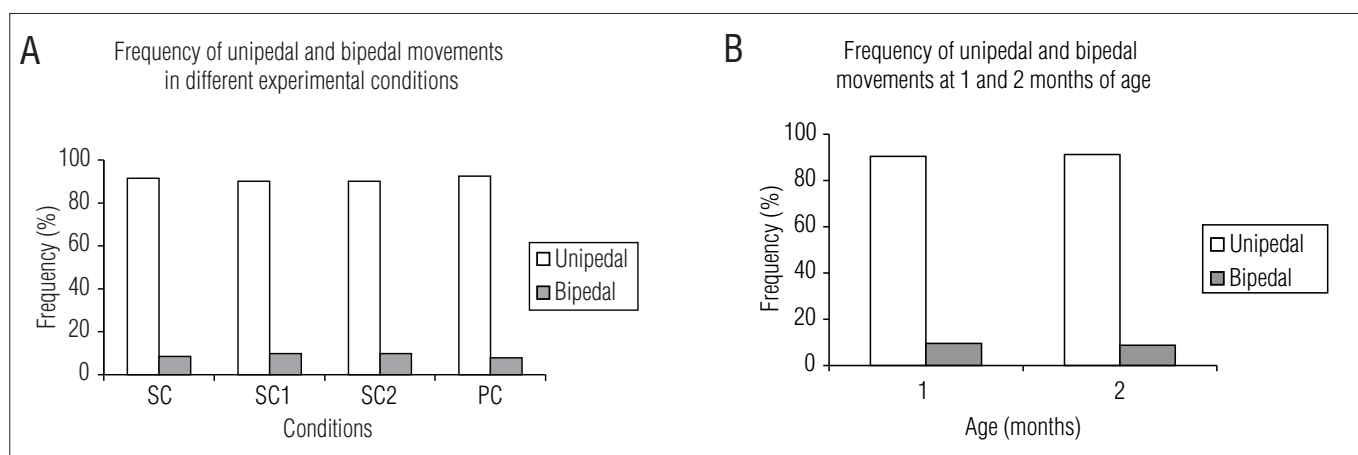 A
Frequency of unipedal and bipedal movements
in different experimental conditions
100
80
60
40
20
0
Frequency (%)
SC
SC1
SC2
PC
Conditions
Unipedal
Bipedal
B
Frequency of unipedal and bipedal
movements at 1 and 2 months of age
100
80
60
40
20
0
Frequency (%)
1
2
Age (months)
Unipedal
Bipedal